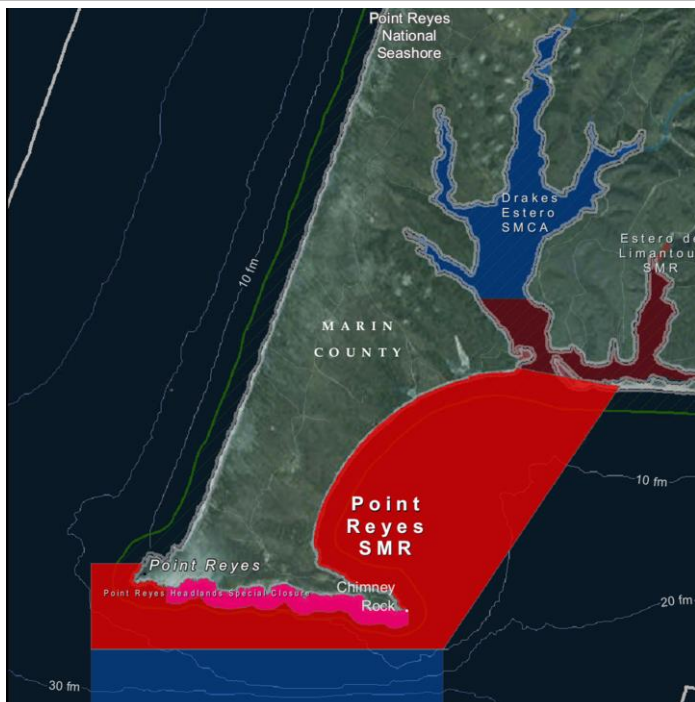 Point Reyes
National
Seashore
10 fm
Drakes
Estero
SMCA
Estero de
Limantou
SMR
MARIN
COUNTY
10 fm
Point
Reyes
SMR
Point Reyes
Chimney
Rock
Point Reyes Headlands Special Closure
20 fm
30 fm